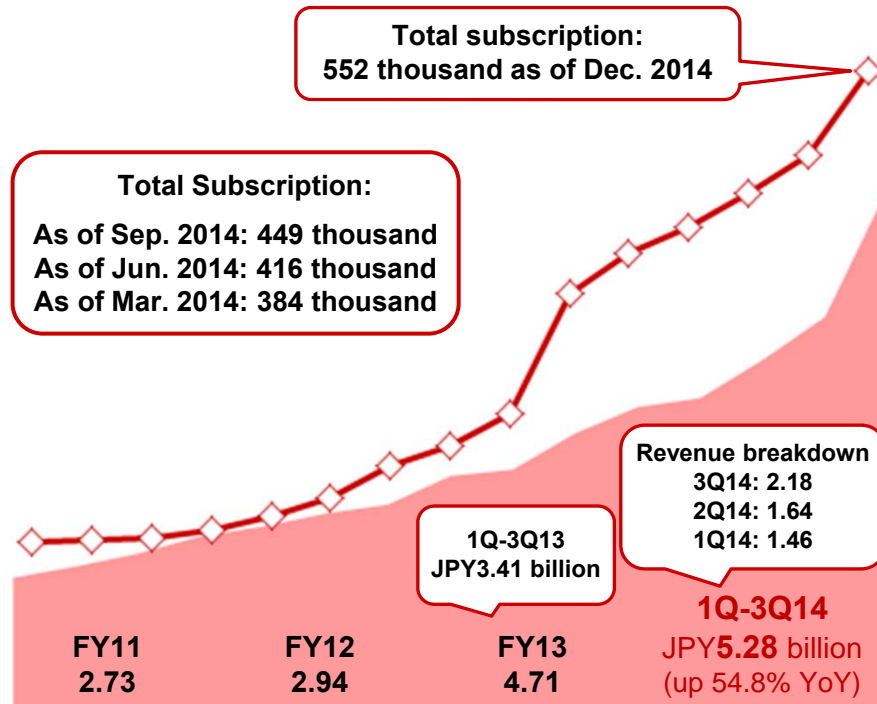 Total subscription:
552 thousand as of Dec. 2014
Total Subscription:
As of Sep. 2014: 449 thousand
As of Jun. 2014: 416 thousand
As of Mar. 2014: 384 thousand
Revenue breakdown
3Q14: 2.18
2Q14: 1.64
1Q14: 1.46
1Q-3Q13
JPY3.41 billion
FY11
2.73
FY12
2.94
FY13
4.71
1Q-3Q14
JPY5.28 billion
(up 54.8% YoY)